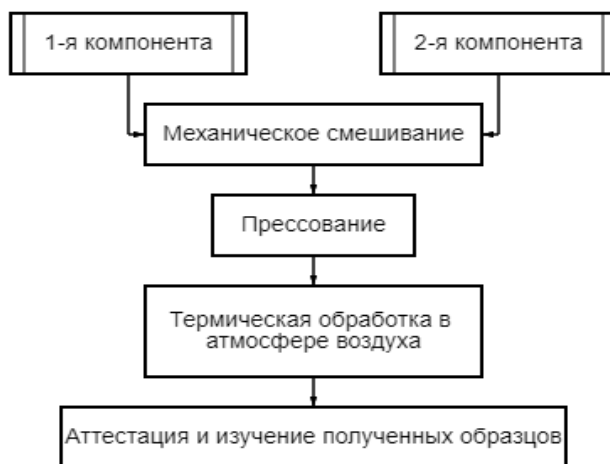 1-я компонента
2-я компонента
Механическое смешивание
Прессование
Термическая обработка в
атмосфере воздуха
Аттестация и изучение полученных образцов